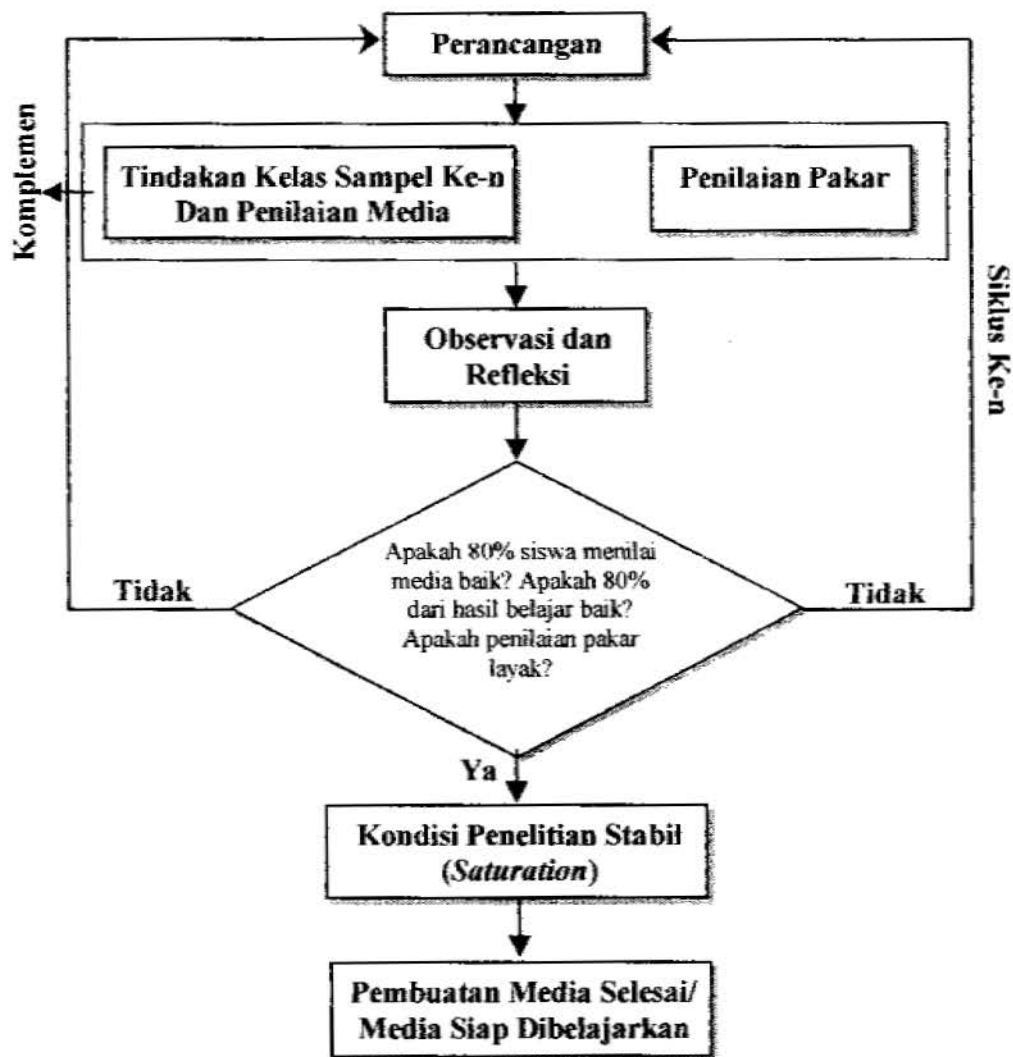 Perancangan
Komplemen
Tindakan Kelas Sampel Ke-n
Dan Penilaian Media
Penilaian Pakar
Siklus Ke-n
Observasi dan
Refleksi
Apakah 80% siswa menilai
media baik? Apakah 80%
dari hasil belajar baik?
Apakah penilaian pakar
layak?
Tidak
Tidak
Ya
Kondisi Penelitian Stabil
(Saturation)
Pembuatan Media Selesai/
Media Siap Dibelajarkan